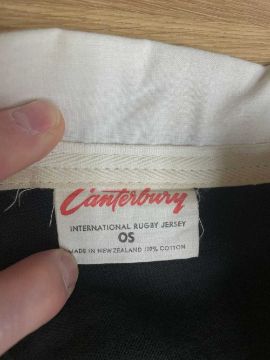 Canterbury
INTERNATIONAL RUGBY JERSEY
OS
MADE IN NEW ZEALAND 100% COTTON